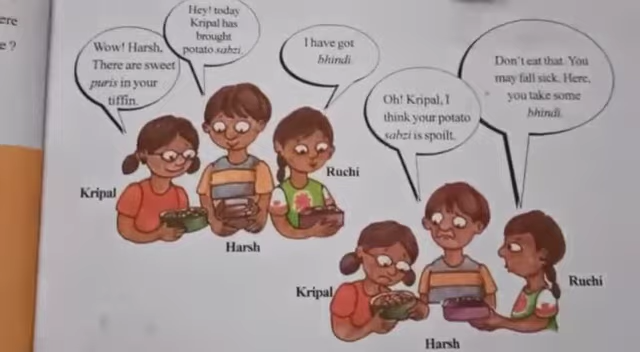 ere
e ?
Wow! Harsh,
There are sweet
puris in your
tiffin.
Hey! today
Kripal has
brought
potato sabzi.
I have got
bhindi.
Kripal
Harsh
Ruchi
Oh! Kripal, I
think your potato
sabzi is spoilt.
Don't eat that. You
may fall sick. Here,
you take some
bhindi.
Kripal
Harsh
Ruchi